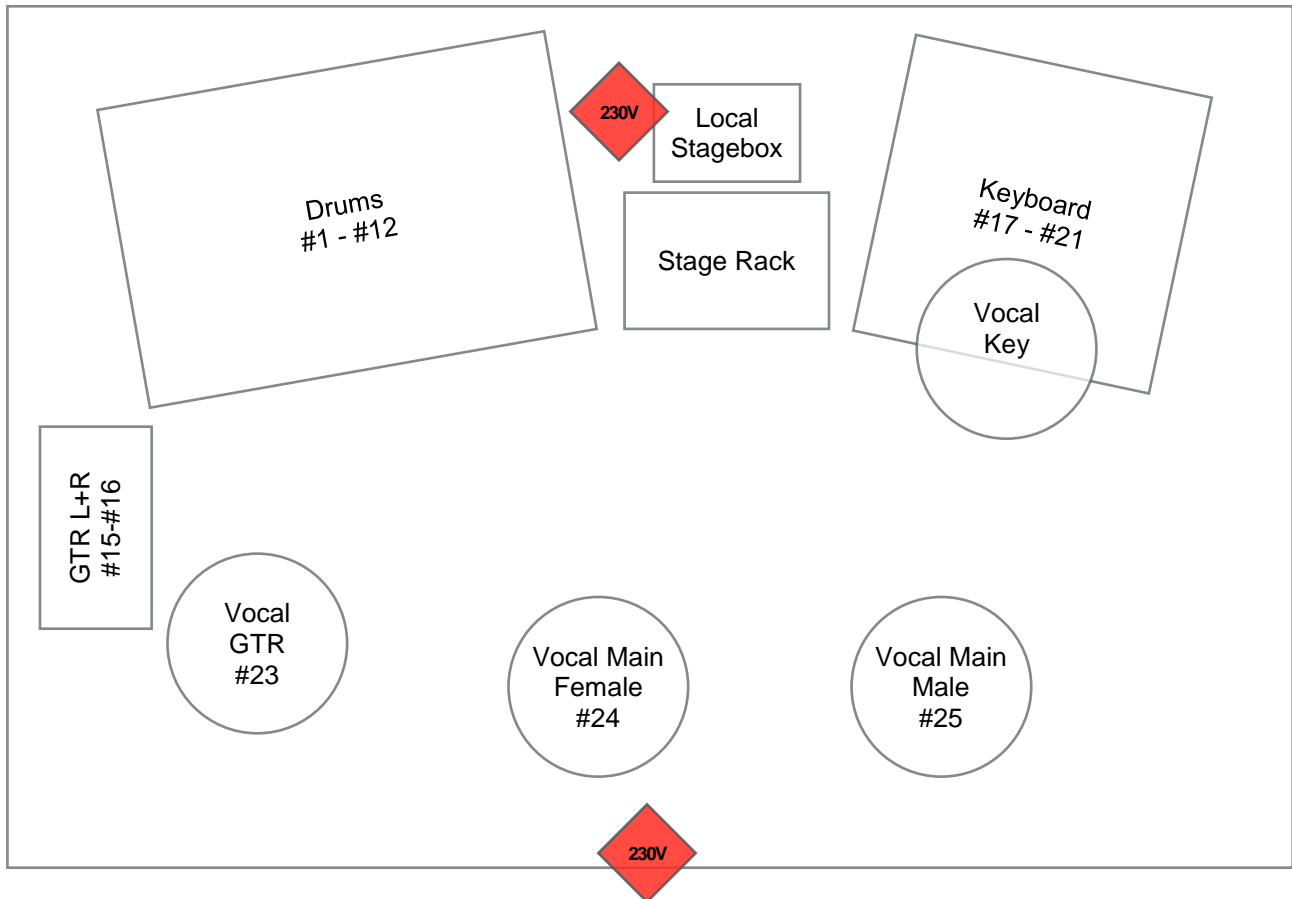 230V
Local
Stagebox
Drums
#1 - #12
Keyboard
#17 - #21
Stage Rack
Vocal
Key
GTR L+R
#15-#16
Vocal
GTR
#23
Vocal Main
Female
#24
Vocal Main
Male
#25
230V